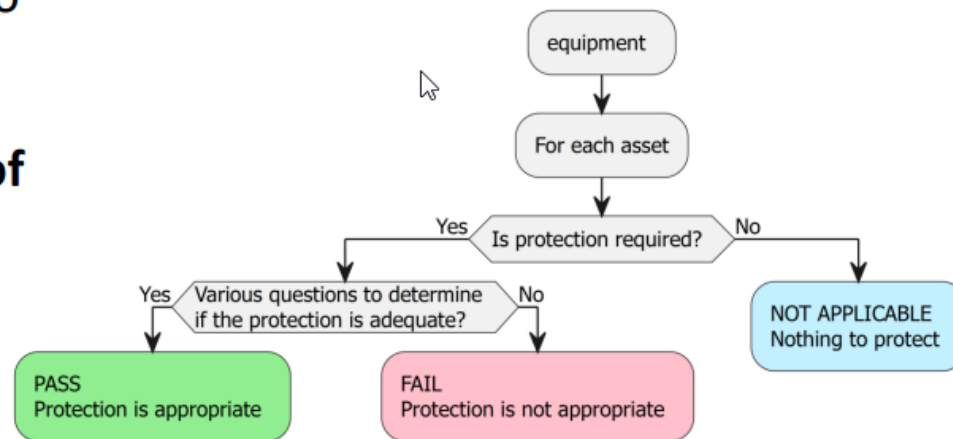 equipment
of
For each asset
Yes
Is protection required?
No
Yes
Various questions to determine
if the protection is adequate?
No
NOT APPLICABLE
Nothing to protect
PASS
Protection is appropriate
FAIL
Protection is not appropriate